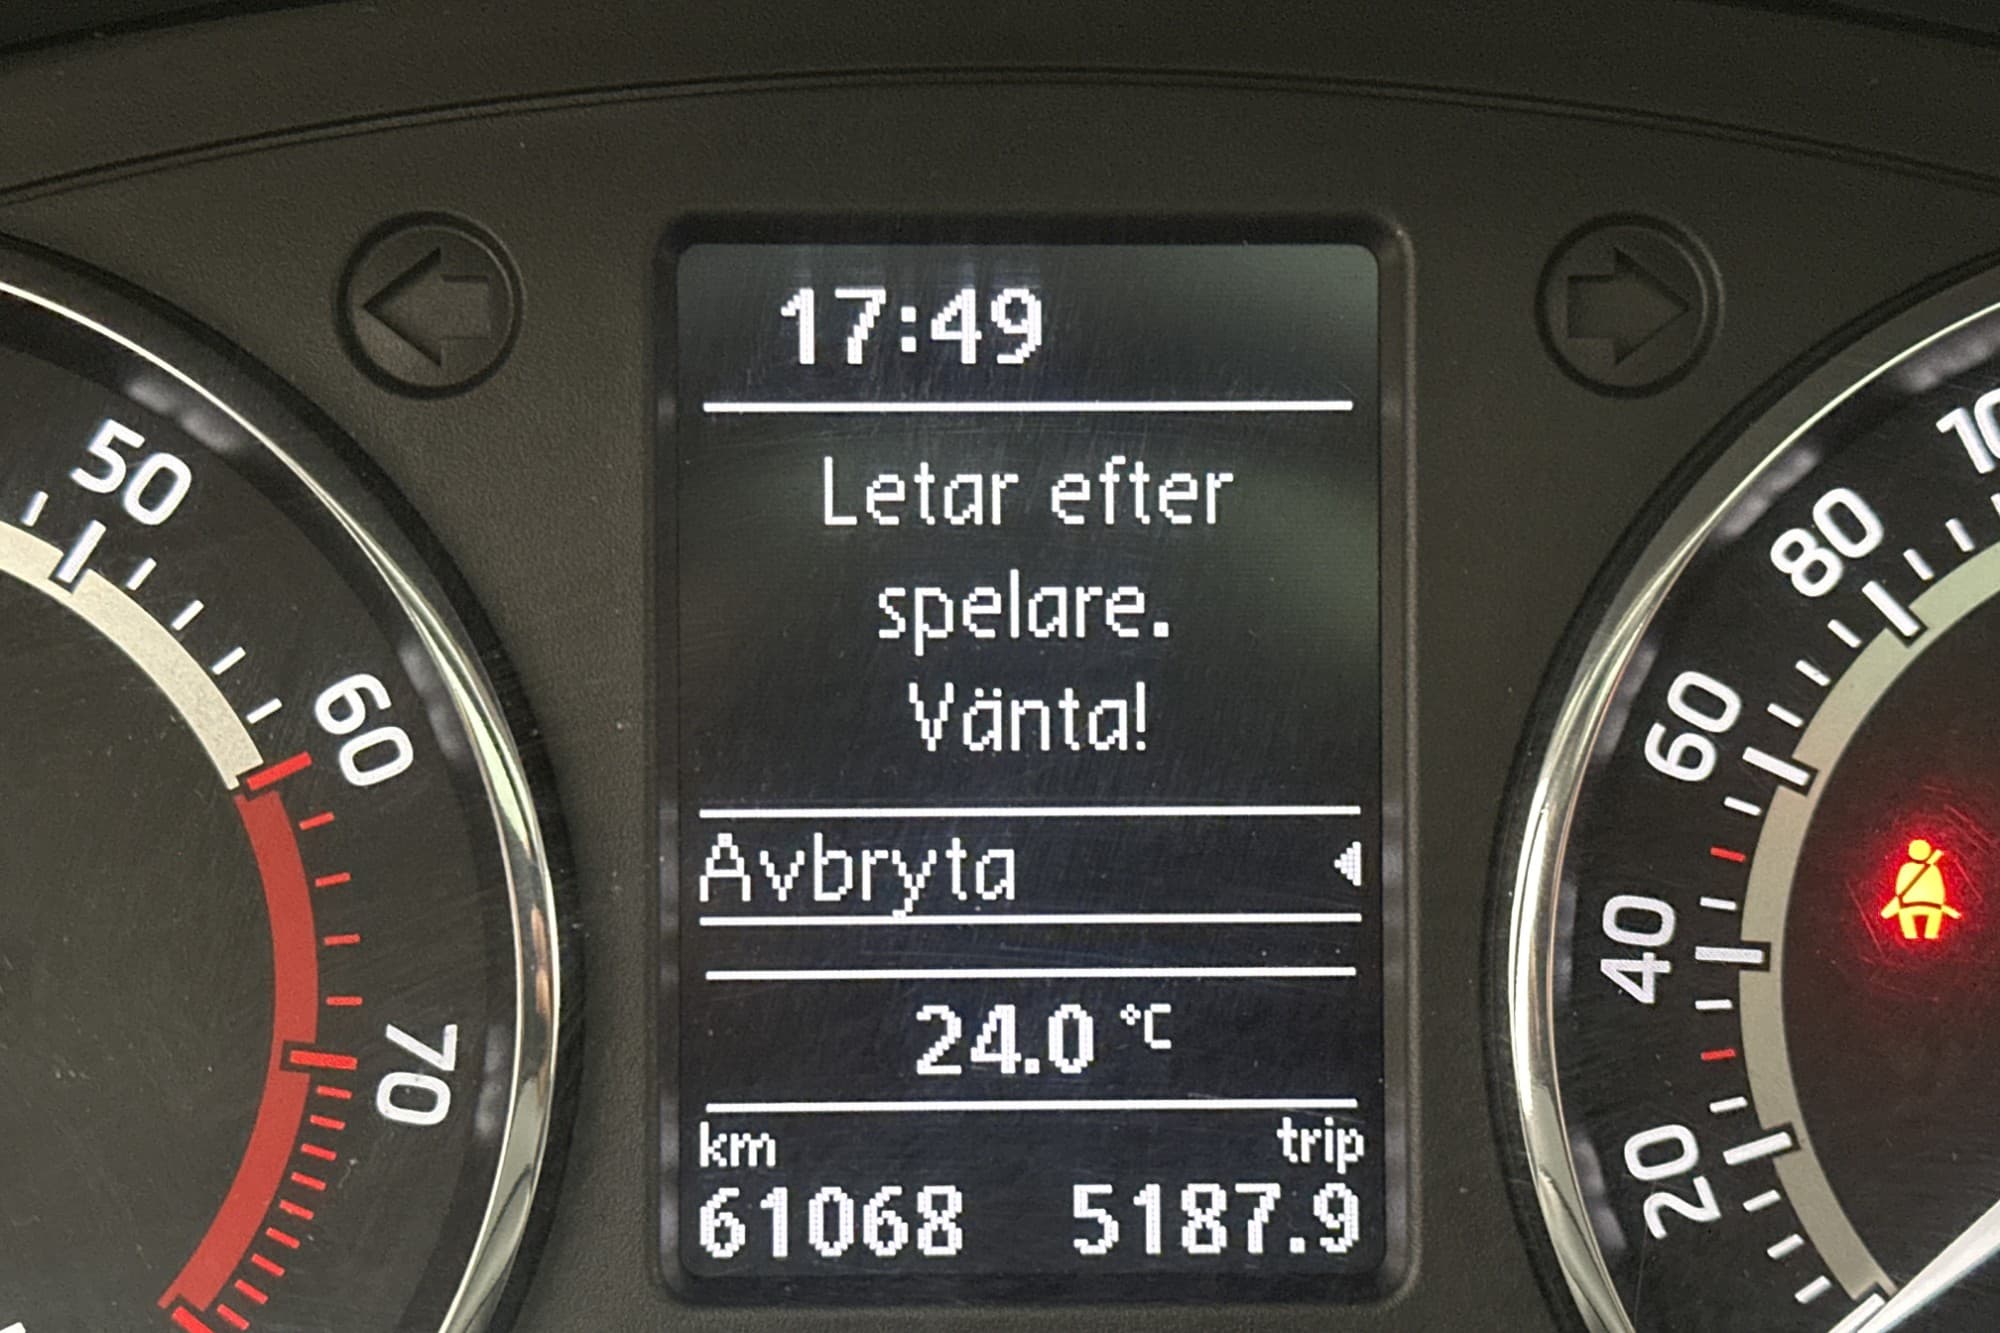 17:49
Letar efter
spelare.
Vänta!
Avbryta
24.0 °C
km trip
61068 5187.9
50
60
70
80
60
40
20